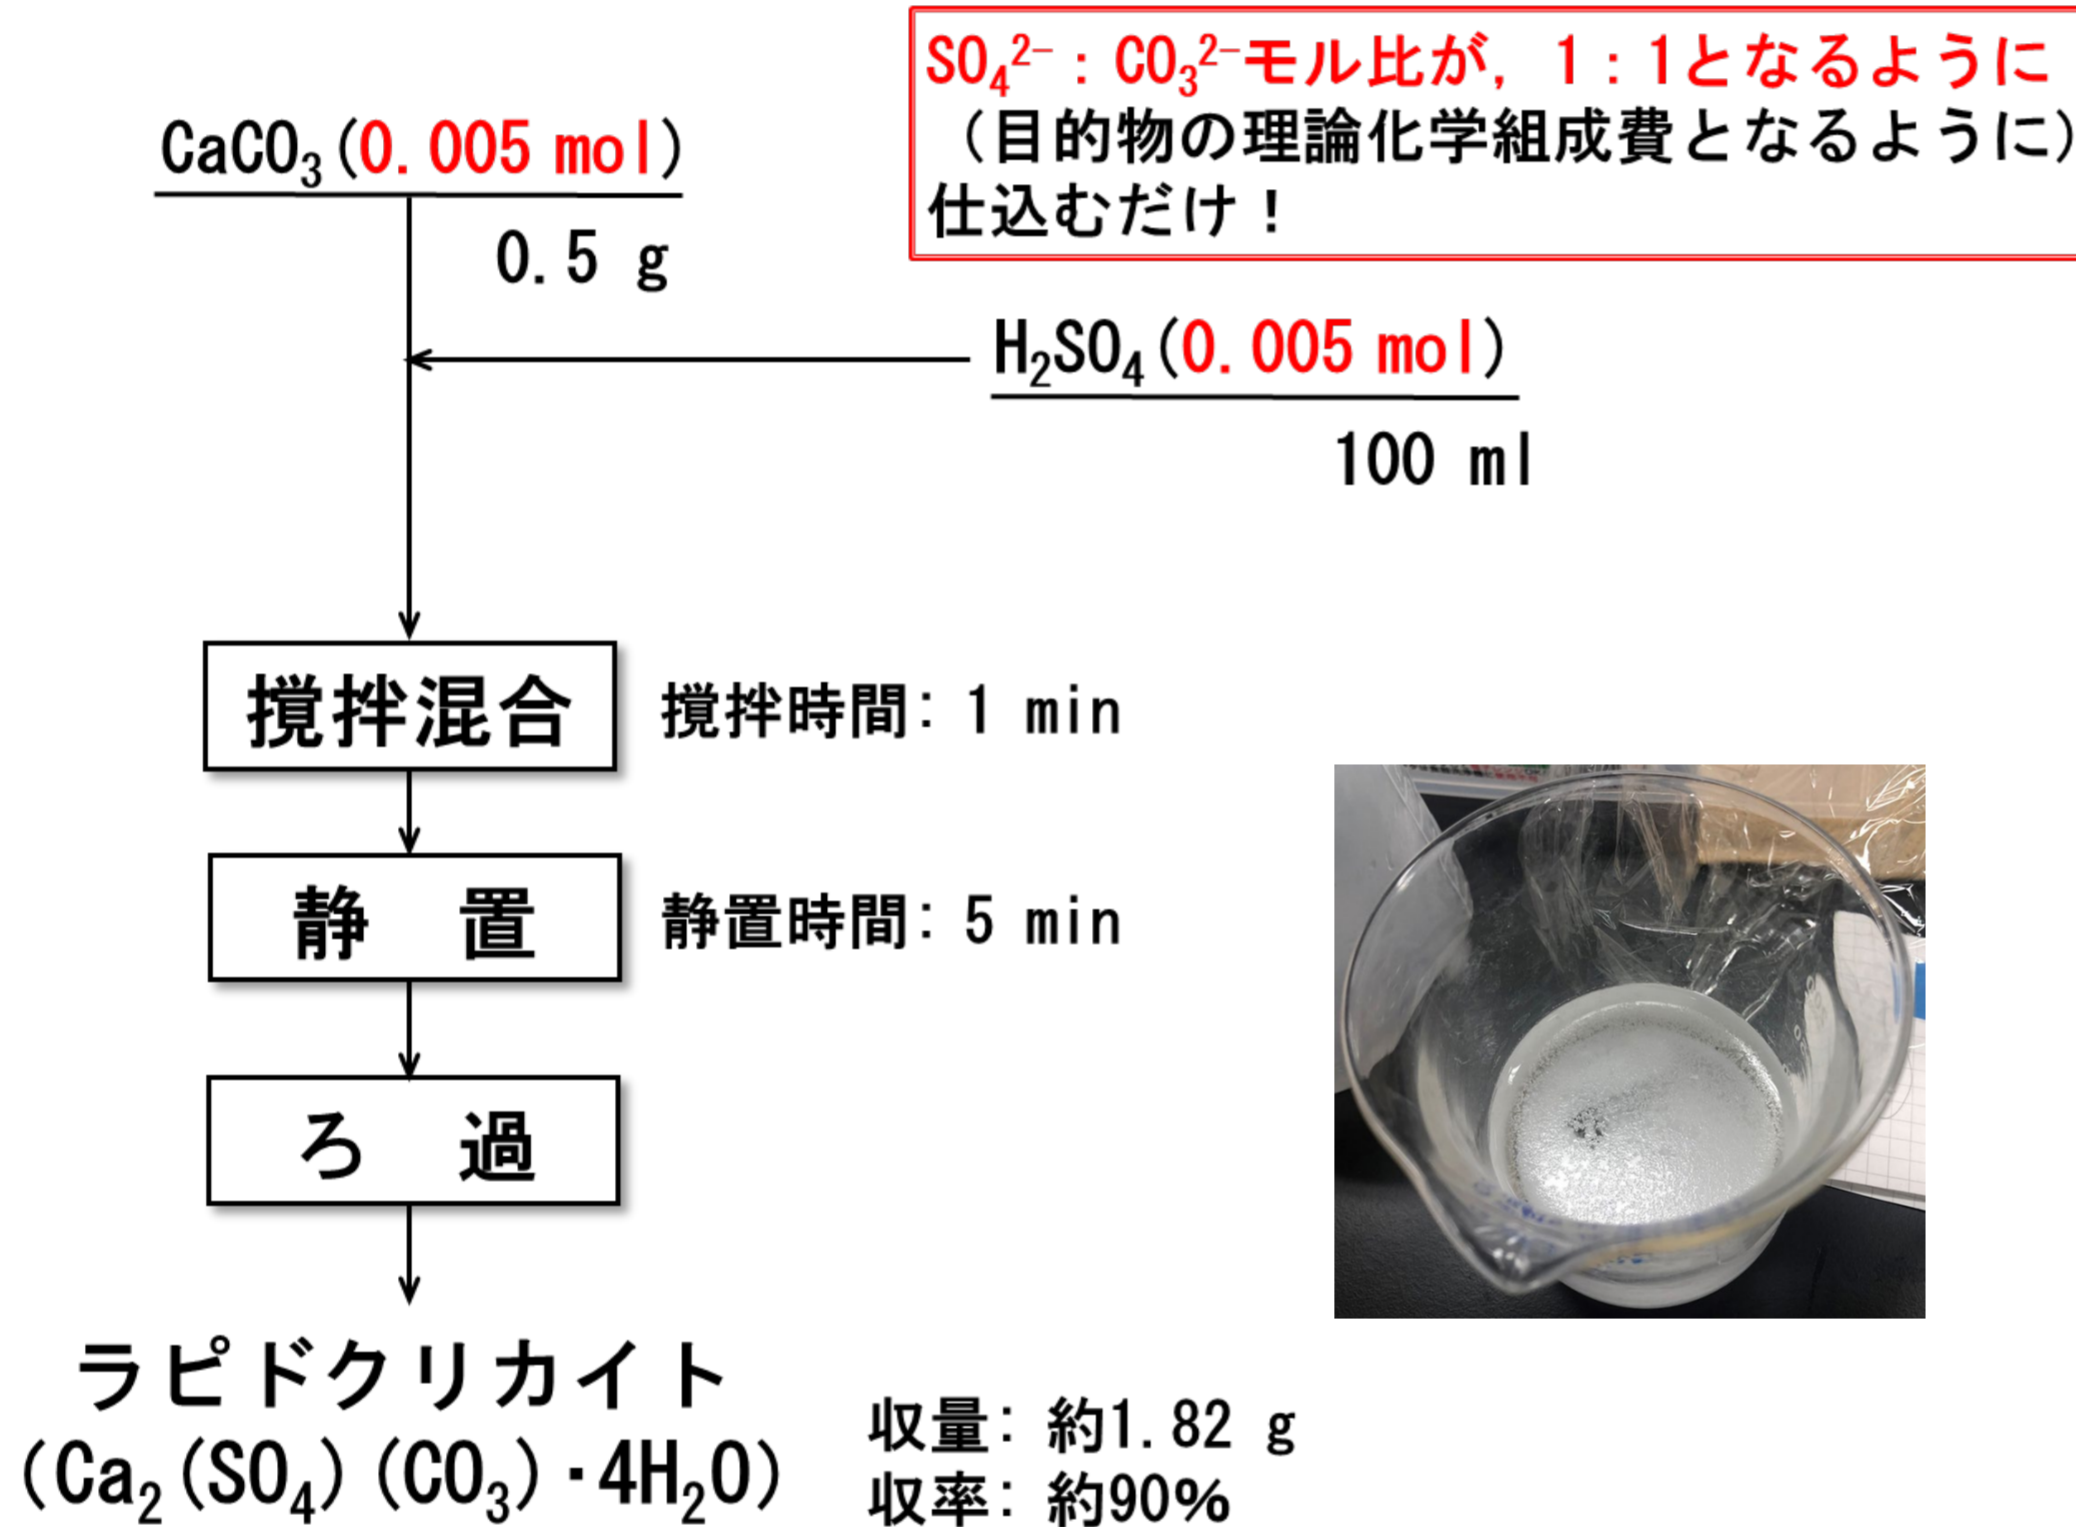 SO₄²⁻：CO₃²⁻モル比が，1：1となるように
（目的物の理論化学組成費となるように）
仕込むだけ！
CaCO₃(0.005 mol)
0.5 g
H₂SO₄(0.005 mol)
100 ml
撹拌混合
撹拌時間：1 min
静　置
静置時間：5 min
ろ　過
ラピドクリカイト
(Ca₂(SO₄)(CO₃)・4H₂O)
収量：約1.82 g
収率：約90%